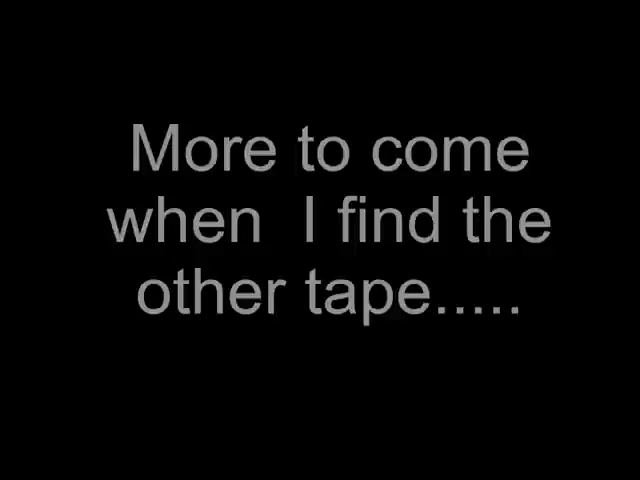 More to come
when  I find the
other tape.....